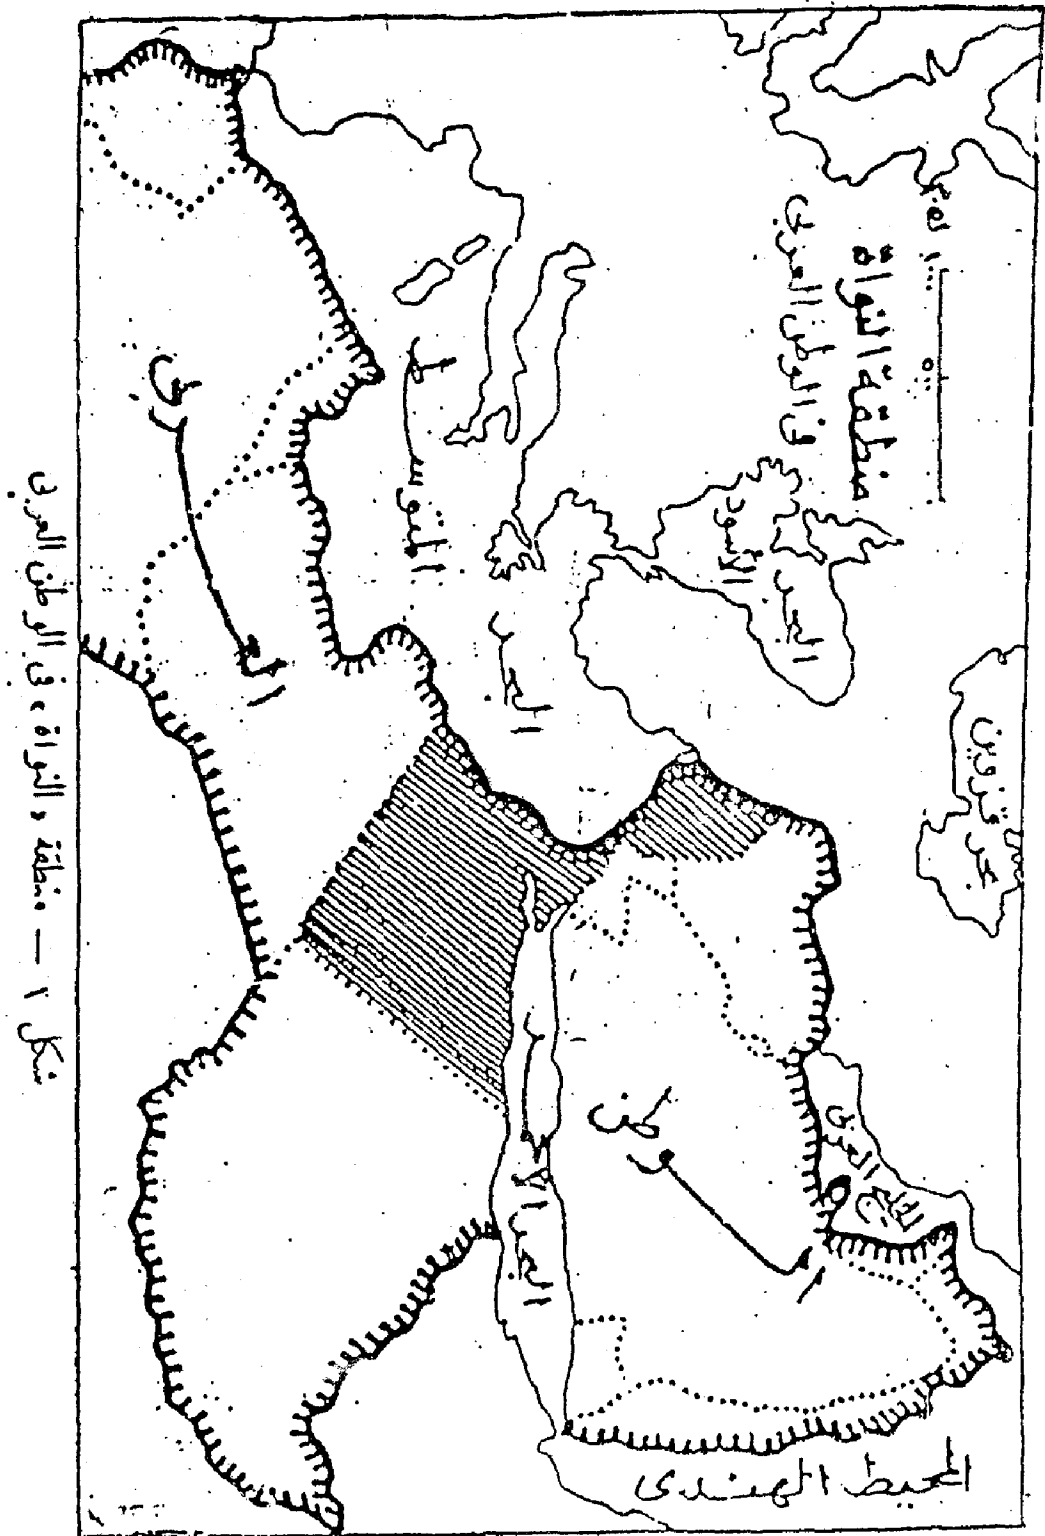 منطقة النواة
في الوطن العربي
البحر الأسود
بحر قزوين
البحر المتوسط
الوطن العربي
الخليج العربي
البحر الأحمر
المحيط الهندي
شكل ٢ — منطقة « النواة » في الوطن العربي